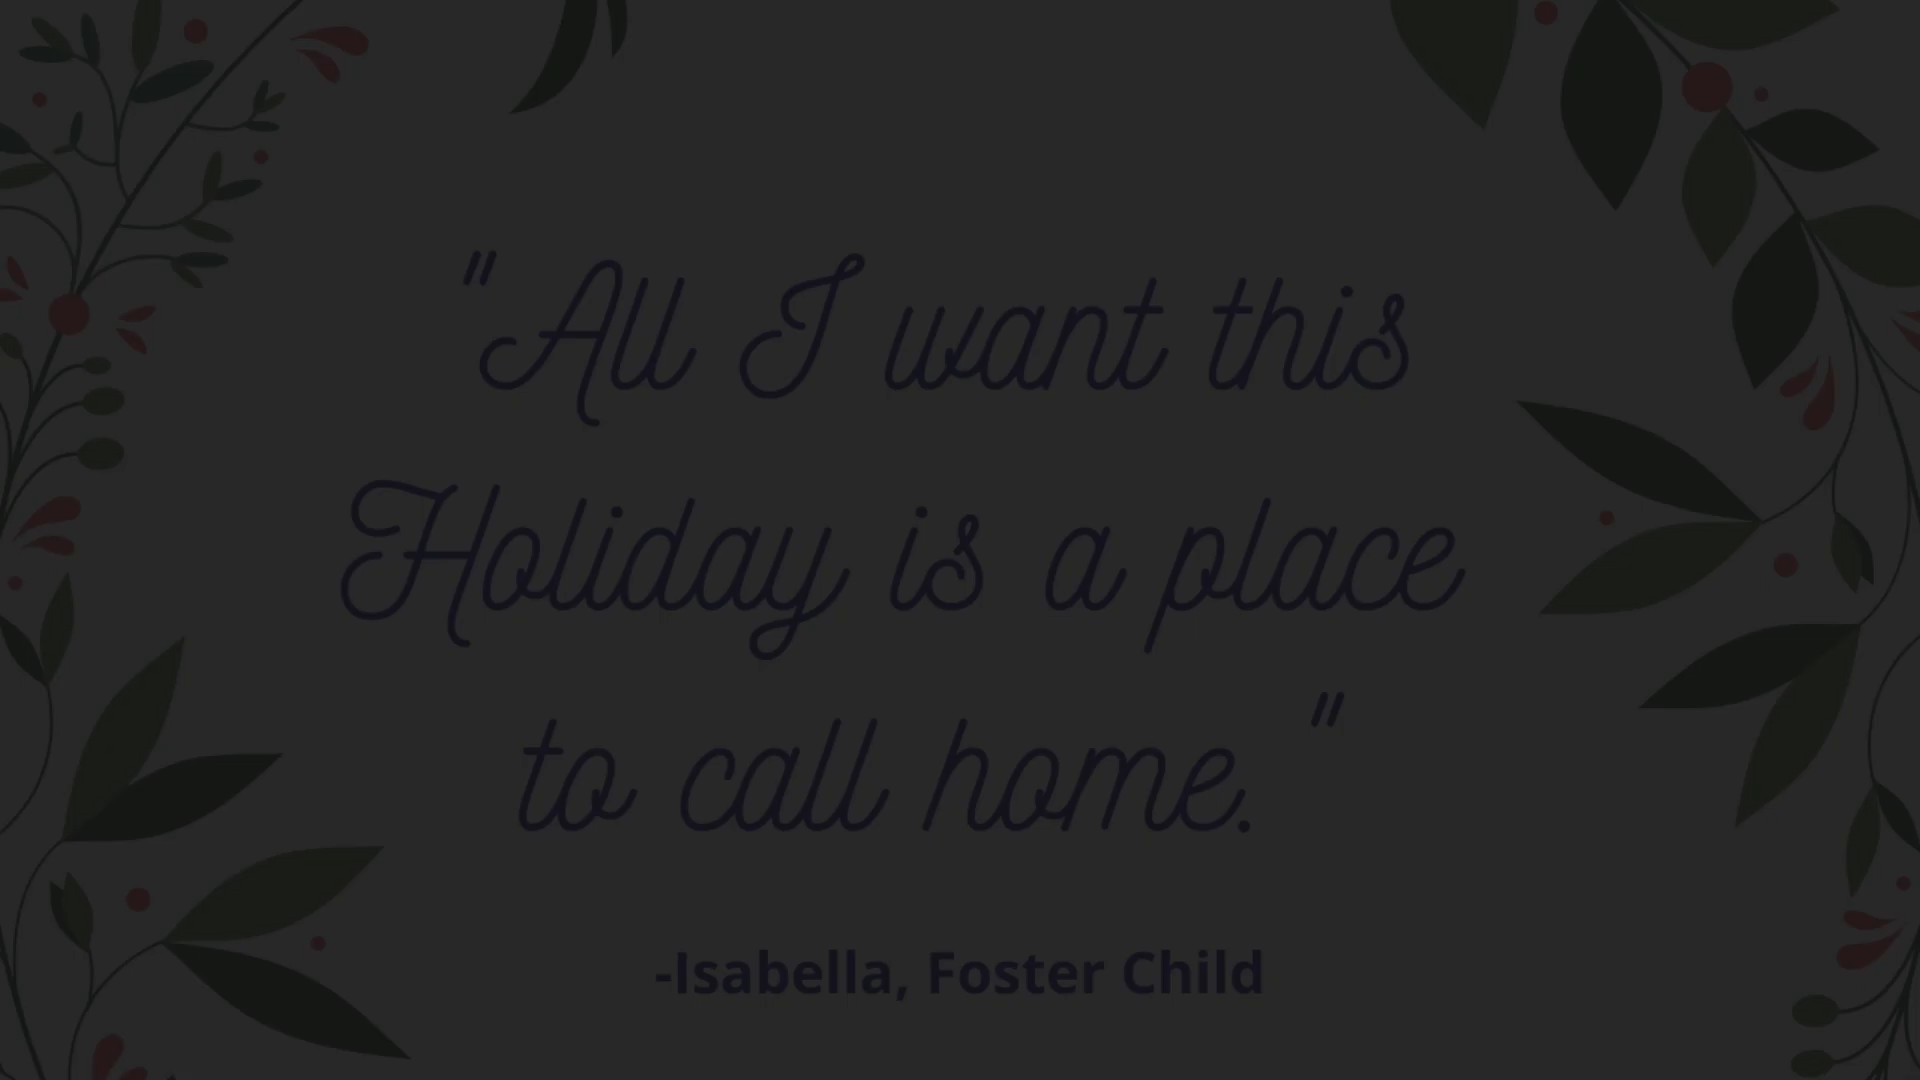 "All I want this
Holiday is a place
to call home."
-Isabella, Foster Child